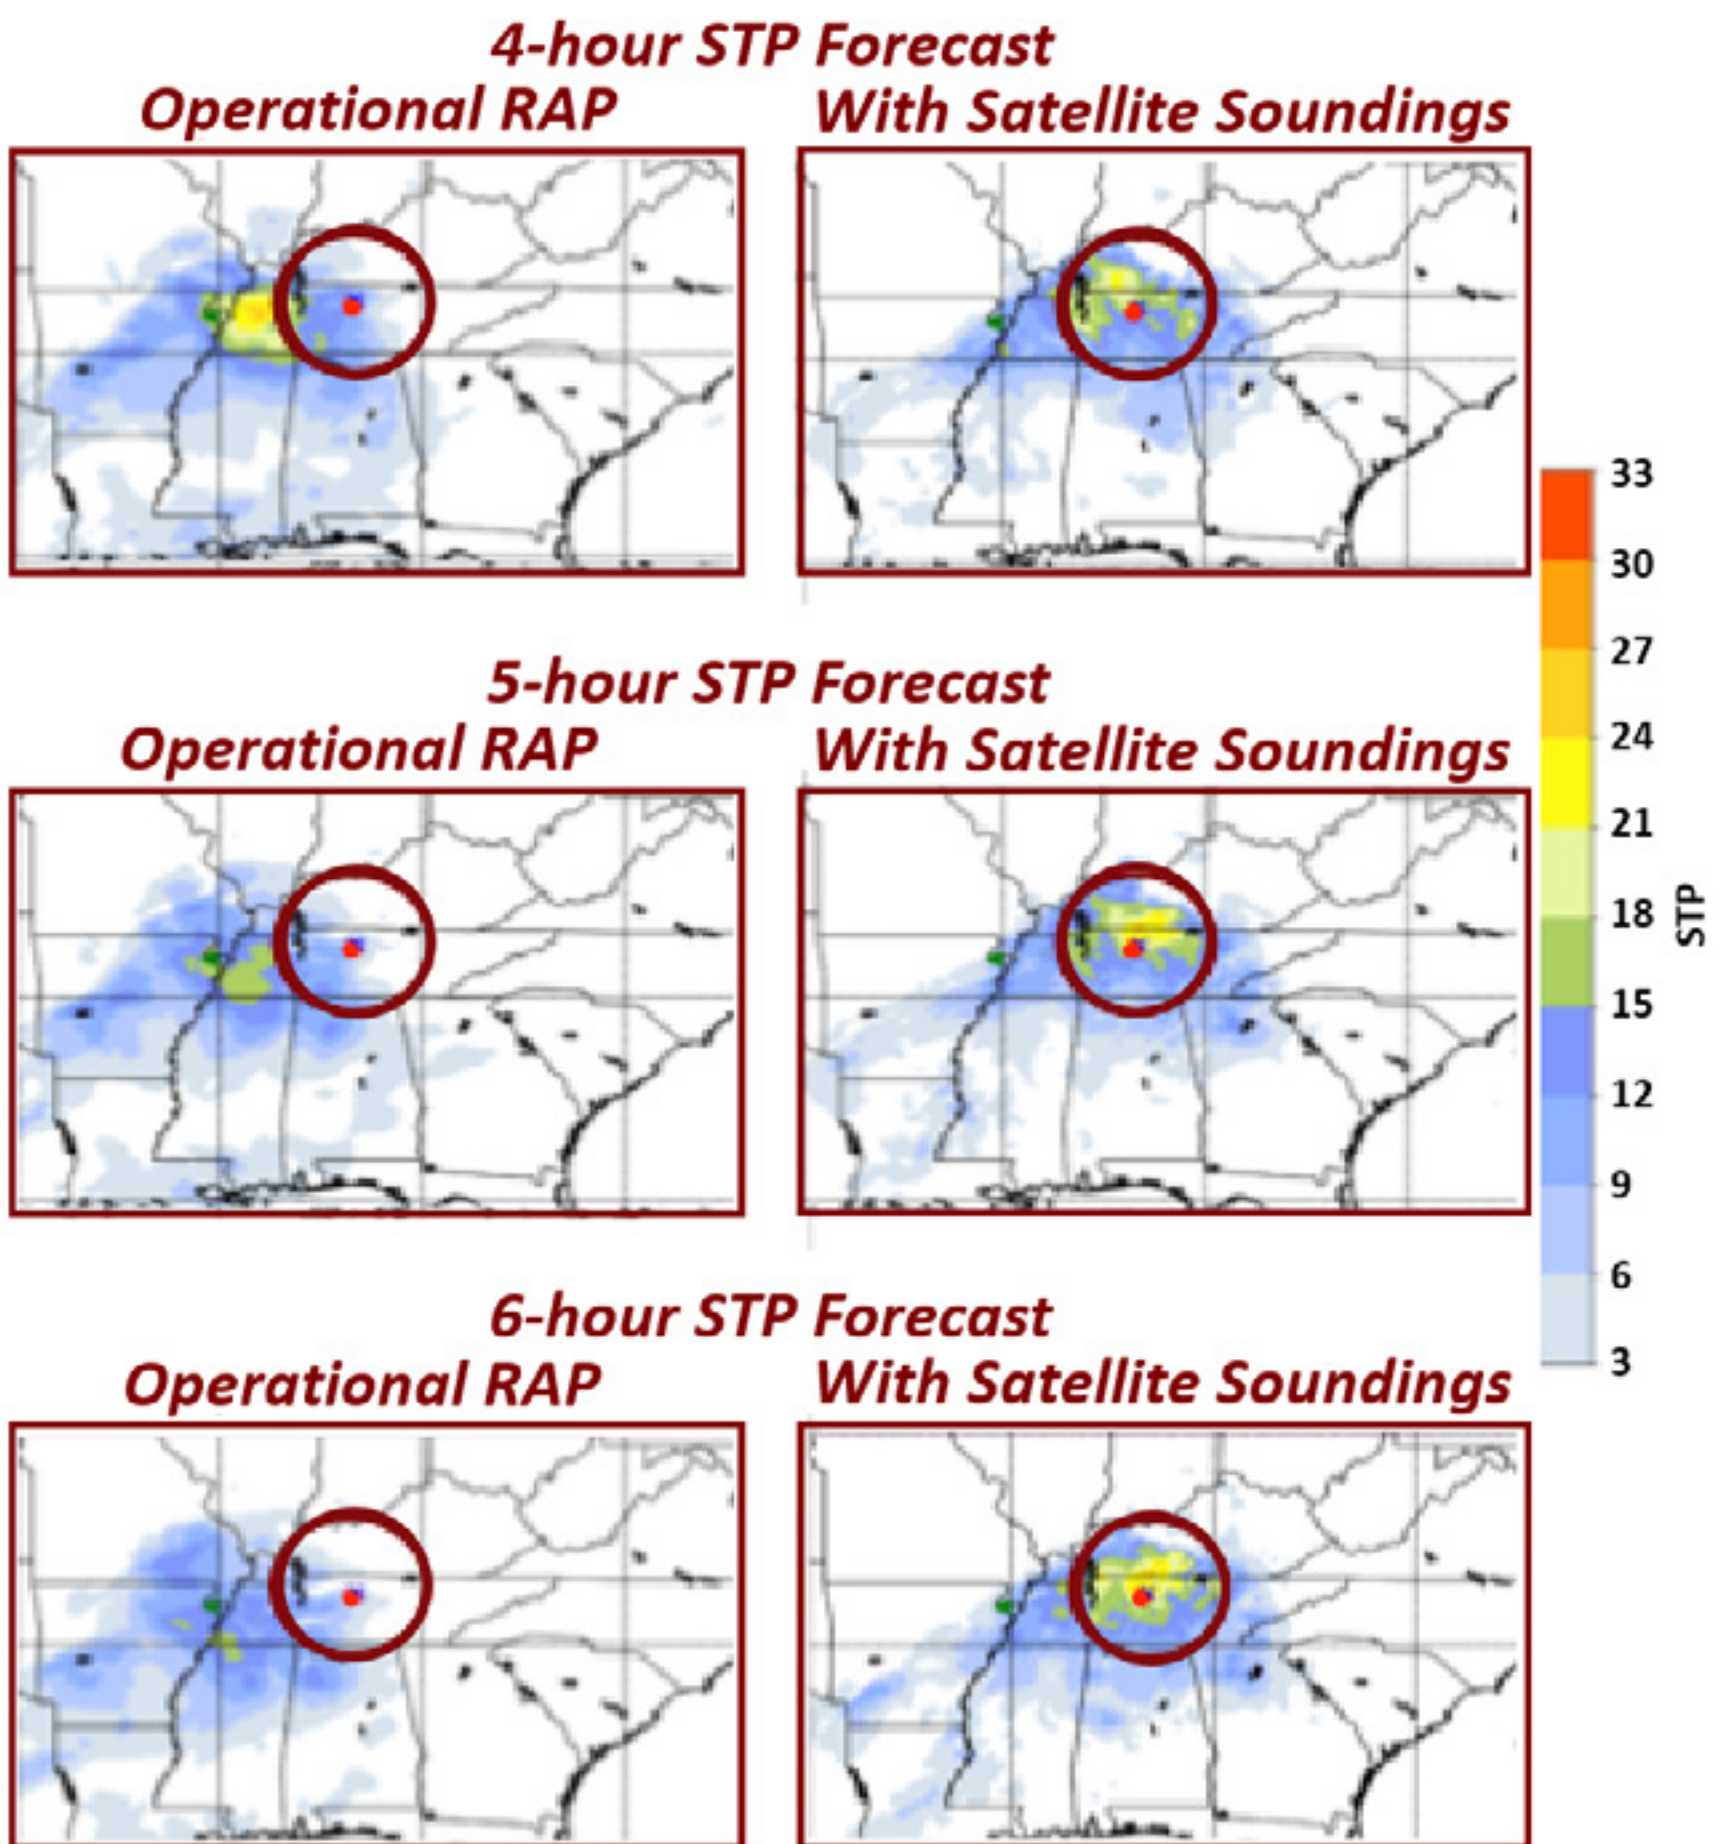 4-hour STP Forecast
Operational RAP
With Satellite Soundings
33
30
27
24
21
18
15
12
9
6
3
STP
5-hour STP Forecast
Operational RAP
With Satellite Soundings
6-hour STP Forecast
Operational RAP
With Satellite Soundings